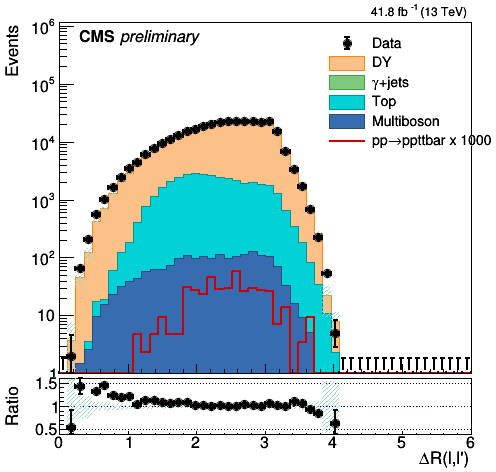 41.8 fb⁻¹ (13 TeV)
CMS preliminary
Events
10⁶
10⁵
10⁴
10³
10²
10
1
Data
DY
γ+jets
Top
Multiboson
pp→ppttbar x 1000
Ratio
1.5
1
0.5
0 1 2 3 4 5 6
ΔR(l,l')